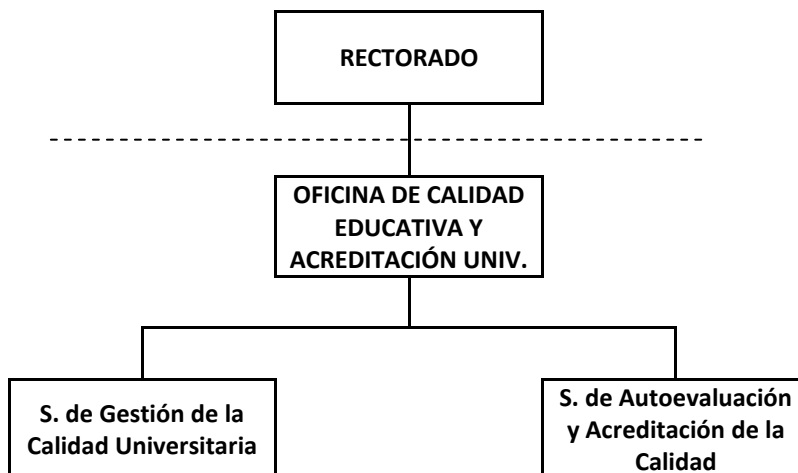 RECTORADO
OFICINA DE CALIDAD
EDUCATIVA Y
ACREDITACIÓN UNIV.
S. de Gestión de la
Calidad Universitaria
S. de Autoevaluación
y Acreditación de la
Calidad